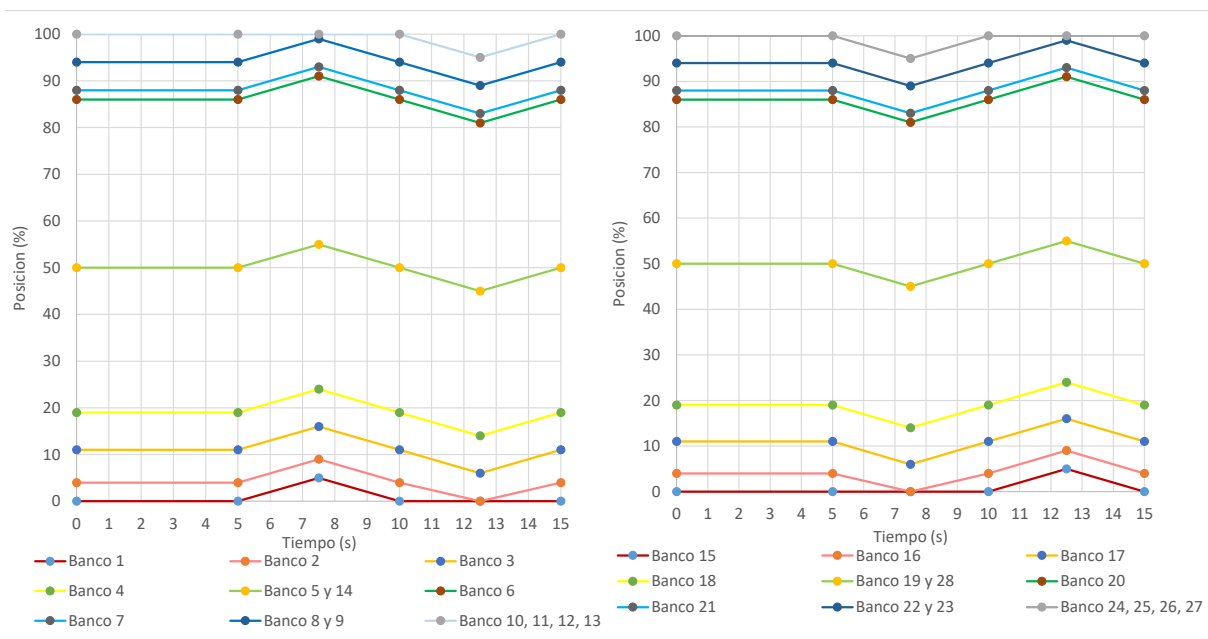 100
90
80
70
60
50
40
30
20
10
0
Posicion (%)
0 1 2 3 4 5 6 7 8 9 10 11 12 13 14 15
Tiempo (s)
Banco 1 Banco 2 Banco 3
Banco 4 Banco 5 y 14 Banco 6
Banco 7 Banco 8 y 9 Banco 10, 11, 12, 13
100
90
80
70
60
50
40
30
20
10
0
Posicion (%)
0 1 2 3 4 5 6 7 8 9 10 11 12 13 14 15
Tiempo (s)
Banco 15 Banco 16 Banco 17
Banco 18 Banco 19 y 28 Banco 20
Banco 21 Banco 22 y 23 Banco 24, 25, 26, 27